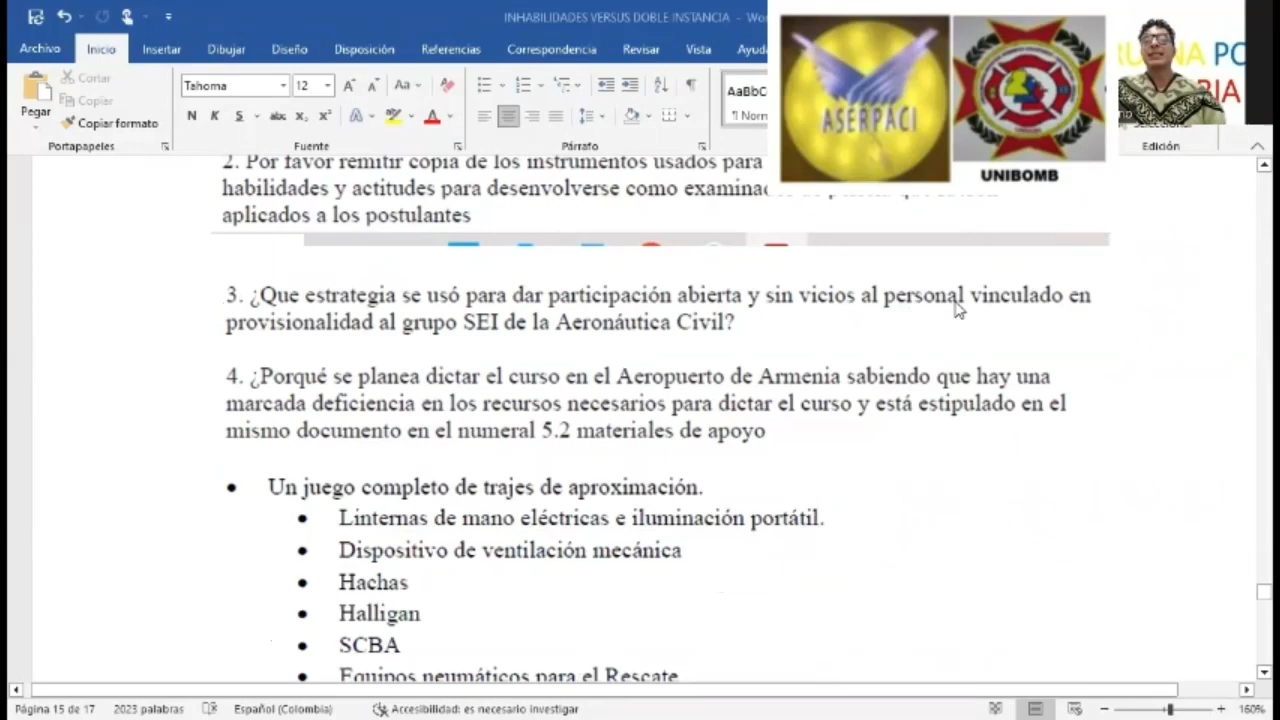 INHABILIDADES VERSUS DOBLE INSTANCIA - Wo
Archivo Inicio Insertar Dibujar Diseño Disposición Referencias Correspondencia Revisar Vista Ayuda
Pegar
Cortar
Copiar
Copiar formato
Portapapeles
Tahoma 12
Fuente
Párrafo
AaBbC
¶ Norm
Edición
ASERPACI
UNIBOMB
2. Por favor remitir copia de los instrumentos usados para
habilidades y actitudes para desenvolverse como examinad
aplicados a los postulantes
3. ¿Que estrategia se usó para dar participación abierta y sin vicios al personal vinculado en
provisionalidad al grupo SEI de la Aeronáutica Civil?
4. ¿Porqué se planea dictar el curso en el Aeropuerto de Armenia sabiendo que hay una
marcada deficiencia en los recursos necesarios para dictar el curso y está estipulado en el
mismo documento en el numeral 5.2 materiales de apoyo
• Un juego completo de trajes de aproximación.
• Linternas de mano eléctricas e iluminación portátil.
• Dispositivo de ventilación mecánica
• Hachas
• Halligan
• SCBA
• Equipos neumáticos para el Rescate
Página 15 de 17 2023 palabras Español (Colombia) Accesibilidad: es necesario investigar 160%